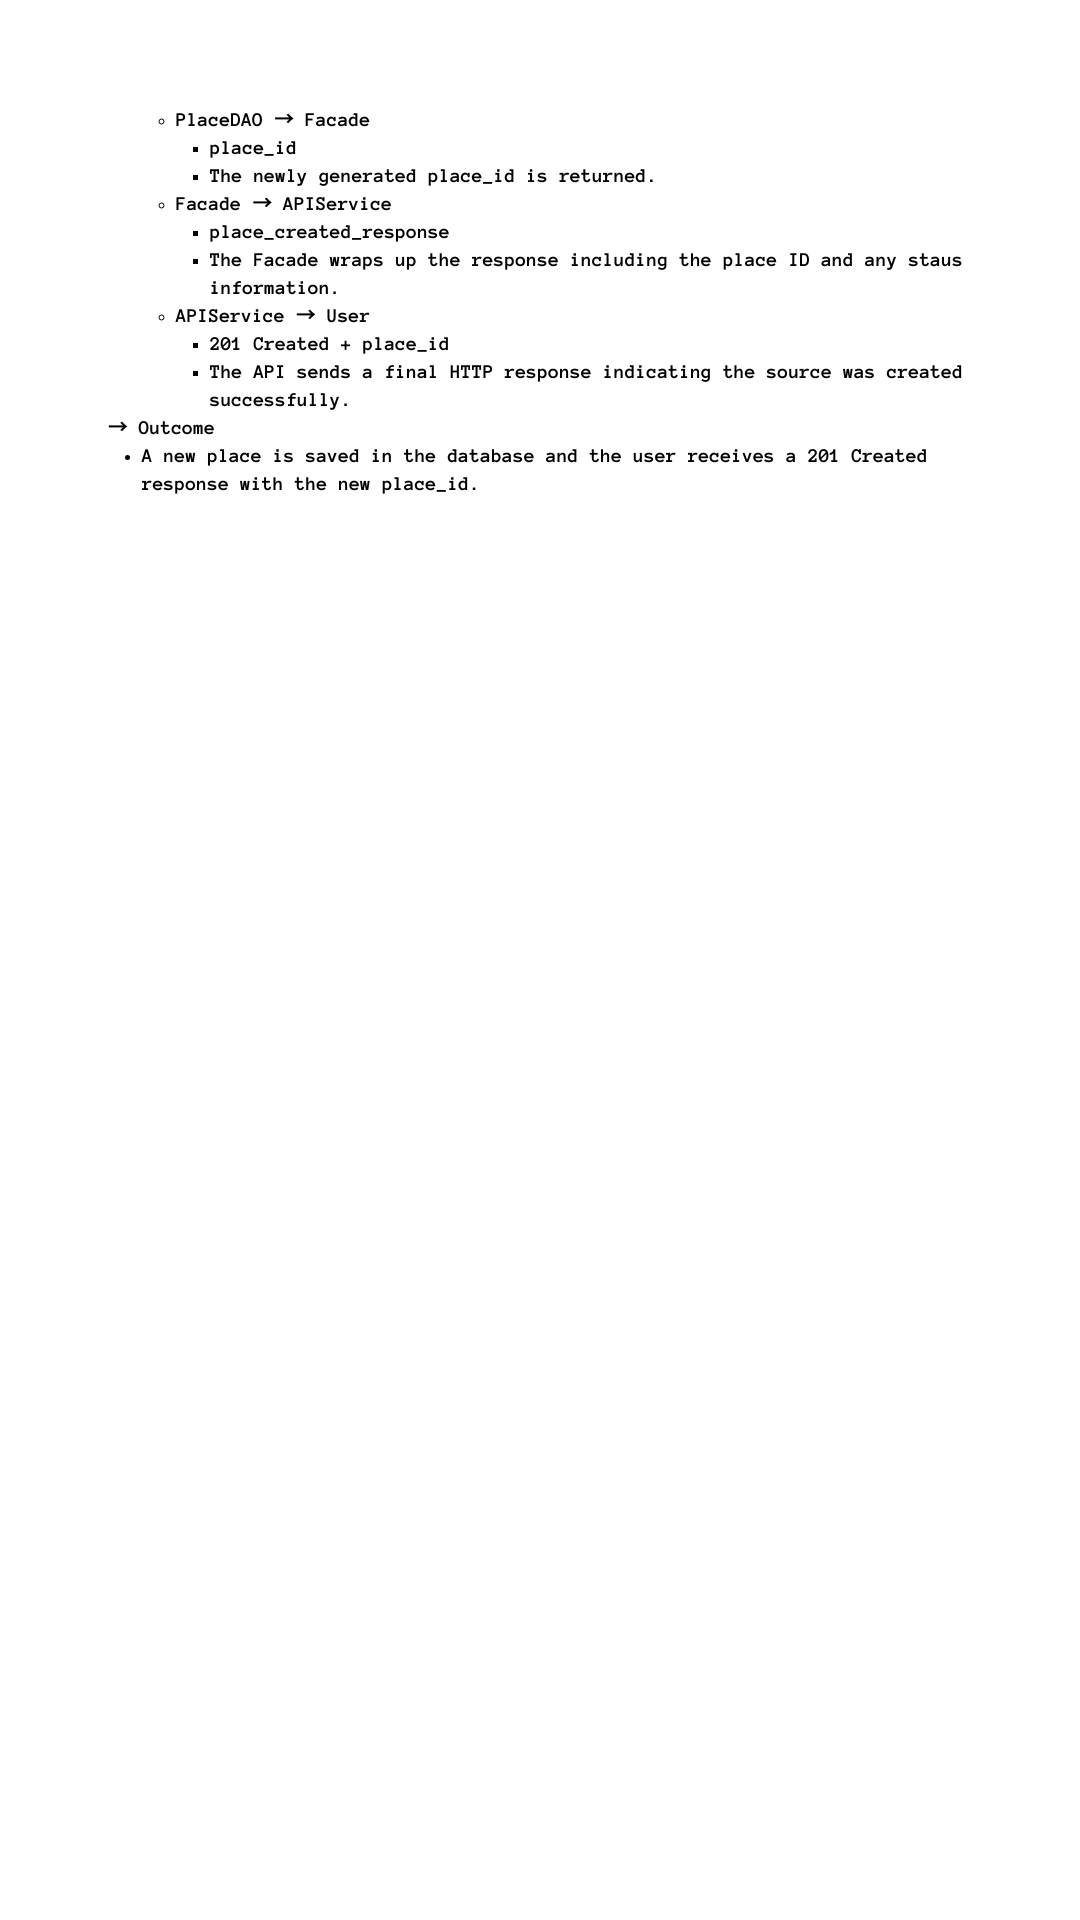 PlaceDAO → Facade
place_id
The newly generated place_id is returned.
Facade → APIService
place_created_response
The Facade wraps up the response including the place ID and any staus
information.
APIService → User
201 Created + place_id
The API sends a final HTTP response indicating the source was created
successfully.
→ Outcome
A new place is saved in the database and the user receives a 201 Created
response with the new place_id.